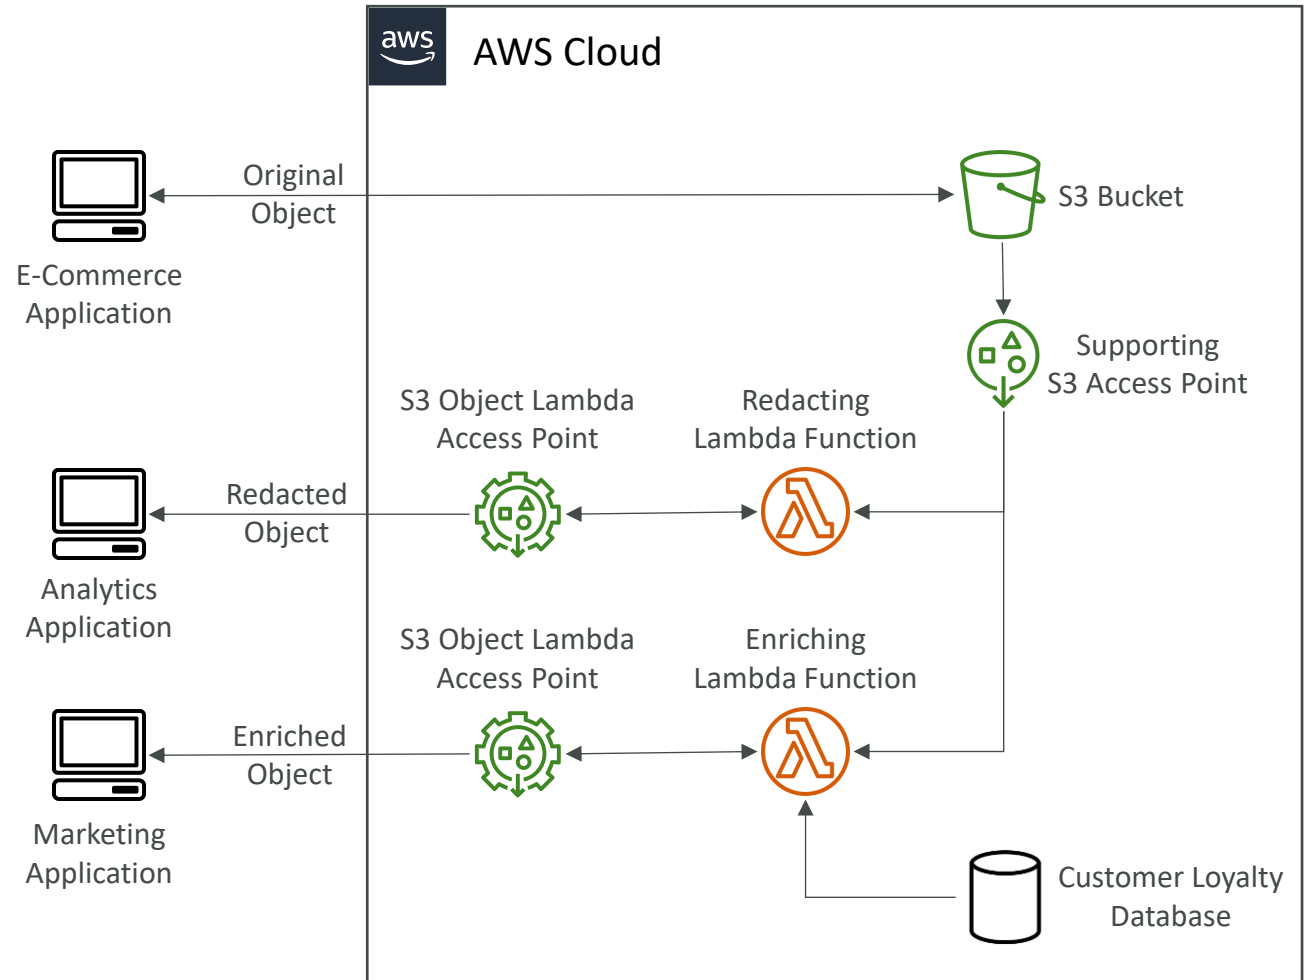 aws
AWS Cloud
Original
Object
S3 Bucket
E-Commerce
Application
Supporting
S3 Access Point
S3 Object Lambda
Access Point
Redacting
Lambda Function
Redacted
Object
Analytics
Application
S3 Object Lambda
Access Point
Enriching
Lambda Function
Enriched
Object
Marketing
Application
Customer Loyalty
Database